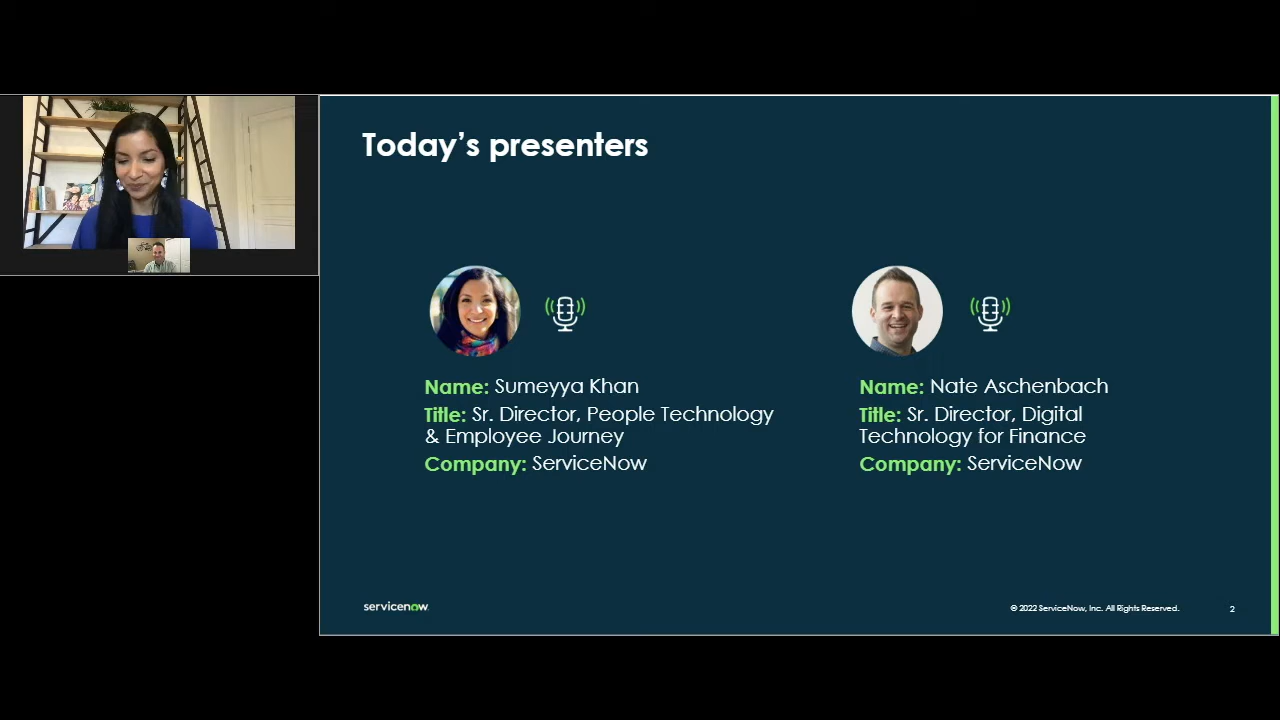 Today’s presenters
Name: Sumeyya Khan
Title: Sr. Director, People Technology
& Employee Journey
Company: ServiceNow
Name: Nate Aschenbach
Title: Sr. Director, Digital
Technology for Finance
Company: ServiceNow
servicenow
© 2022 ServiceNow, Inc. All Rights Reserved.
2